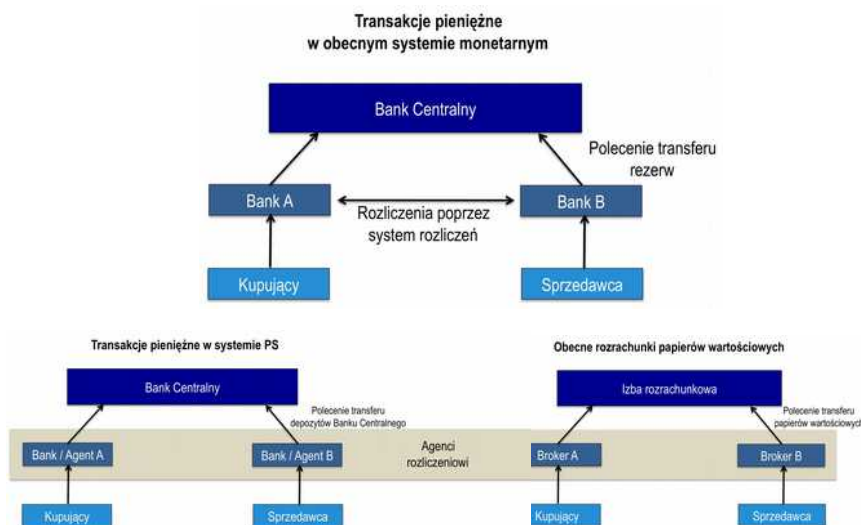 Transakcje pieniężne
w obecnym systemie monetarnym
Bank Centralny
Polecenie transferu
rezerw
Bank A
Bank B
Rozliczenia poprzez
system rozliczeń
Kupujący
Sprzedawca
Transakcje pieniężne w systemie PS
Bank Centralny
Polecenie transferu
depozytów Banku Centralnego
Bank / Agent A
Bank / Agent B
Kupujący
Sprzedawca
Agenci
rozliczeniowi
Obecne rozrachunki papierów wartościowych
Izba rozrachunkowa
Polecenie transferu
papierów wartościowych
Broker A
Broker B
Kupujący
Sprzedawca